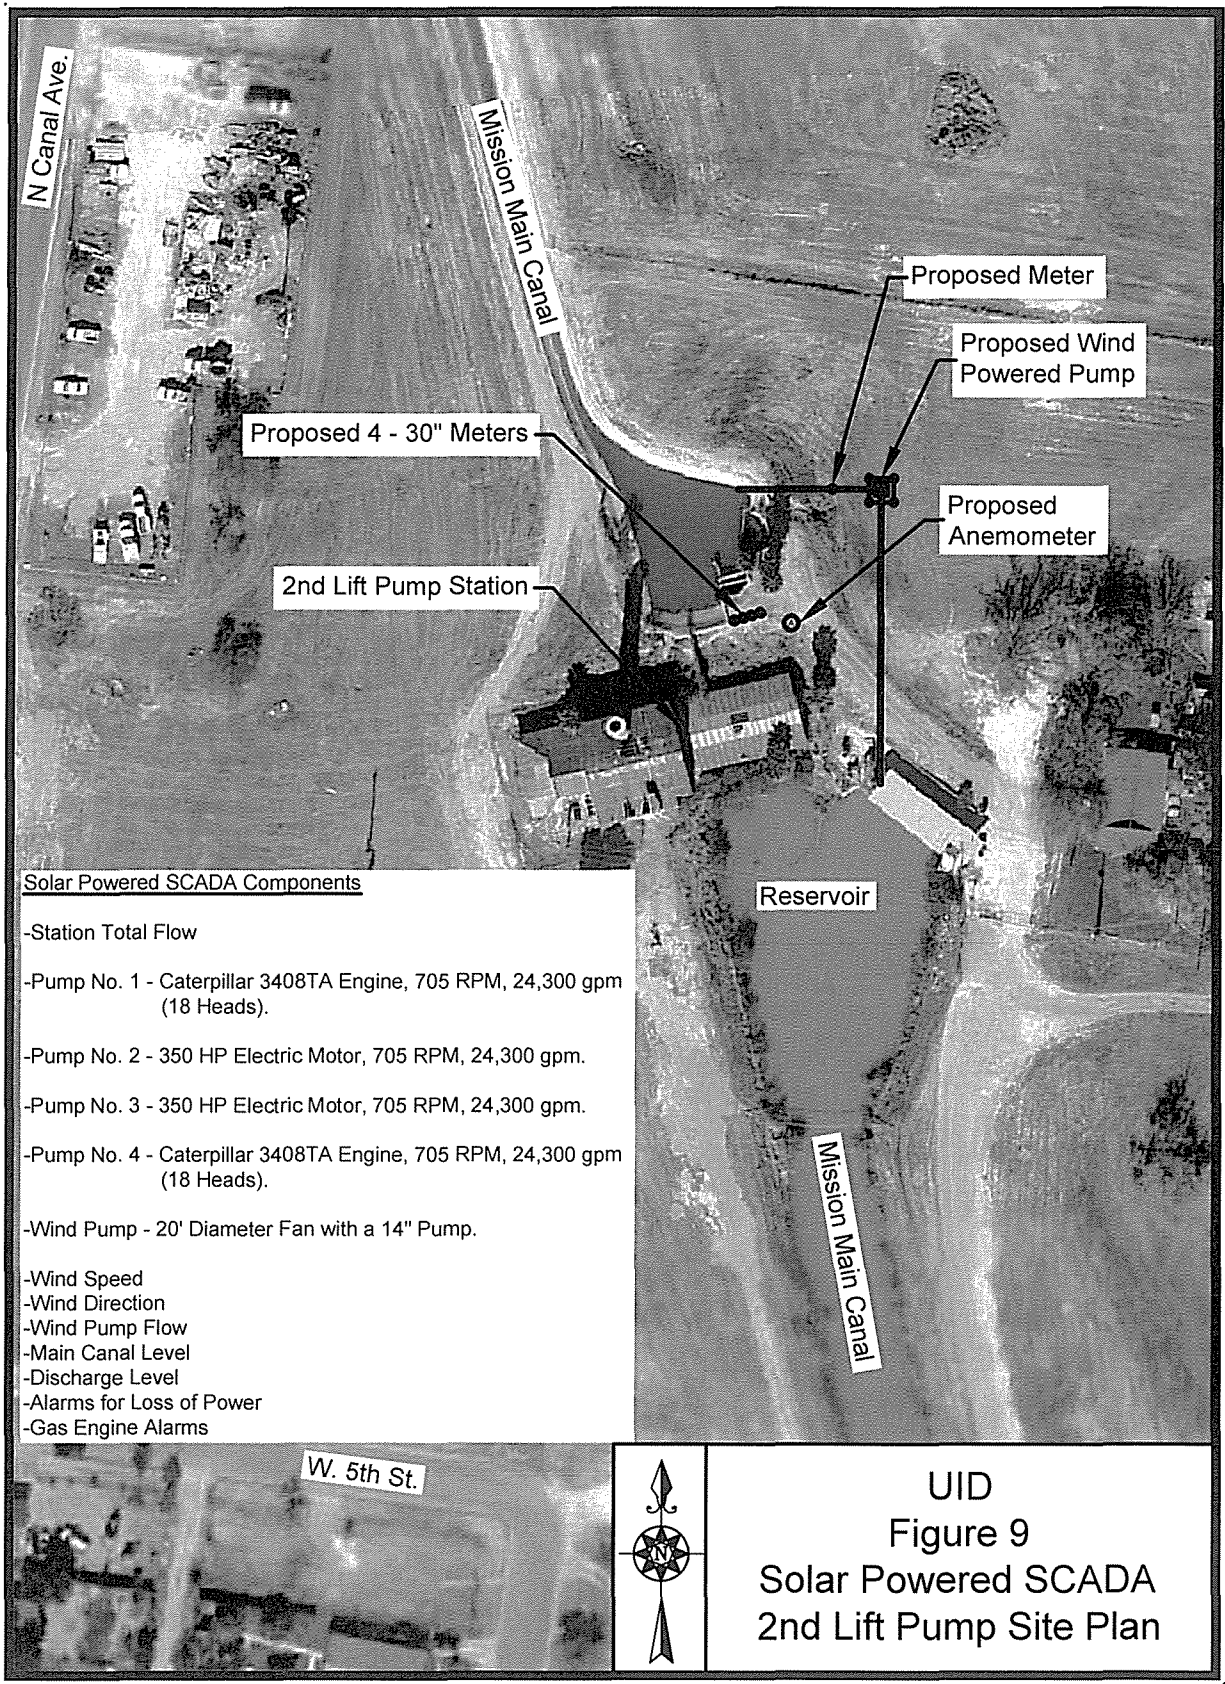 N Canal Ave.
Mission Main Canal
Proposed Meter
Proposed Wind
Powered Pump
Proposed 4 - 30" Meters
Proposed
Anemometer
2nd Lift Pump Station
Reservoir
Solar Powered SCADA Components
-Station Total Flow
-Pump No. 1 - Caterpillar 3408TA Engine, 705 RPM, 24,300 gpm
(18 Heads).
-Pump No. 2 - 350 HP Electric Motor, 705 RPM, 24,300 gpm.
-Pump No. 3 - 350 HP Electric Motor, 705 RPM, 24,300 gpm.
-Pump No. 4 - Caterpillar 3408TA Engine, 705 RPM, 24,300 gpm
(18 Heads).
-Wind Pump - 20' Diameter Fan with a 14" Pump.
-Wind Speed
-Wind Direction
-Wind Pump Flow
-Main Canal Level
-Discharge Level
-Alarms for Loss of Power
-Gas Engine Alarms
Mission Main Canal
W. 5th St.
N
UID
Figure 9
Solar Powered SCADA
2nd Lift Pump Site Plan